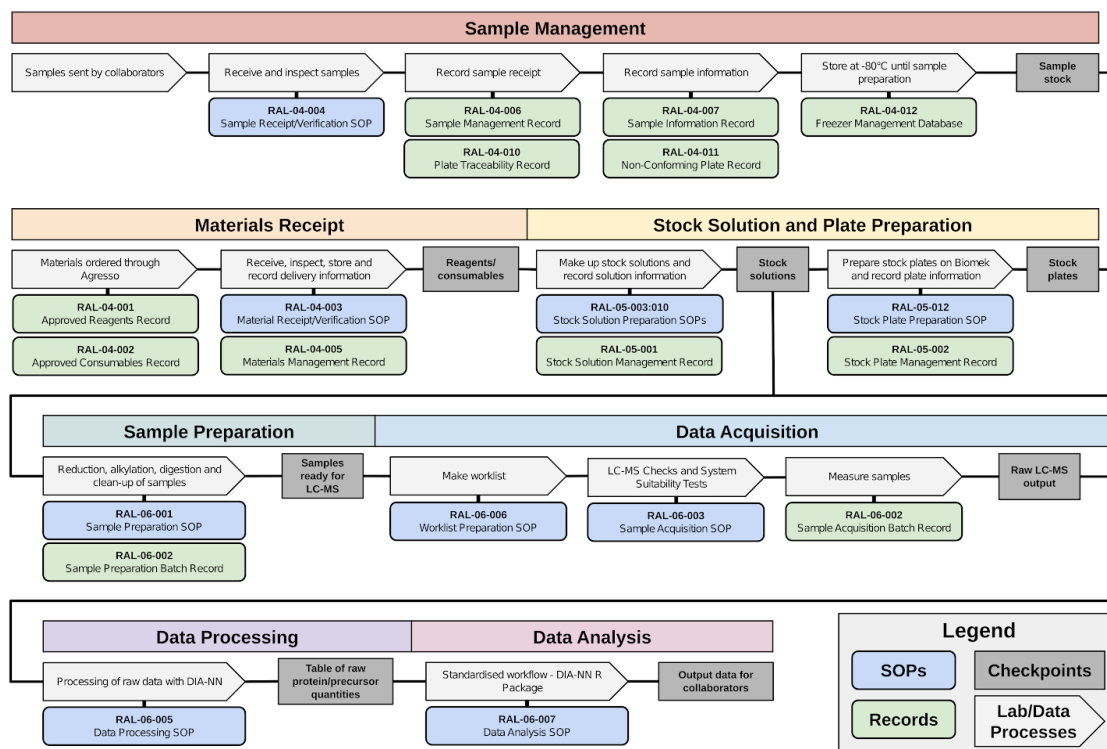 Sample Management
Samples sent by collaborators
Receive and inspect samples
Record sample receipt
Record sample information
Store at -80°C until sample
preparation
Sample
stock
RAL-04-004
Sample Receipt/Verification SOP
RAL-04-006
Sample Management Record
RAL-04-007
Sample Information Record
RAL-04-012
Freezer Management Database
RAL-04-010
Plate Traceability Record
RAL-04-011
Non-Conforming Plate Record
Materials Receipt
Stock Solution and Plate Preparation
Materials ordered through
Agresso
Receive, inspect, store and
record delivery information
Reagents/
consumables
Make up stock solutions and
record solution information
Stock
solutions
Prepare stock plates on Biomek
and record plate information
Stock
plates
RAL-04-001
Approved Reagents Record
RAL-04-003
Material Receipt/Verification SOP
RAL-05-003:010
Stock Solution Preparation SOPs
RAL-05-012
Stock Plate Preparation SOP
RAL-04-002
Approved Consumables Record
RAL-04-005
Materials Management Record
RAL-05-001
Stock Solution Management Record
RAL-05-002
Stock Plate Management Record
Sample Preparation
Data Acquisition
Reduction, alkylation, digestion and
clean-up of samples
Samples
ready for
LC-MS
Make worklist
LC-MS Checks and System
Suitability Tests
Measure samples
Raw LC-MS
output
RAL-06-001
Sample Preparation SOP
RAL-06-006
Worklist Preparation SOP
RAL-06-003
Sample Acquisition SOP
RAL-06-002
Sample Acquisition Batch Record
RAL-06-002
Sample Preparation Batch Record
Data Processing
Data Analysis
Processing of raw data with DIA-NN
Table of raw
protein/precursor
quantities
Standardised workflow - DIA-NN R
Package
Output data for
collaborators
RAL-06-005
Data Processing SOP
RAL-06-007
Data Analysis SOP
Legend
SOPs
Checkpoints
Records
Lab/Data
Processes